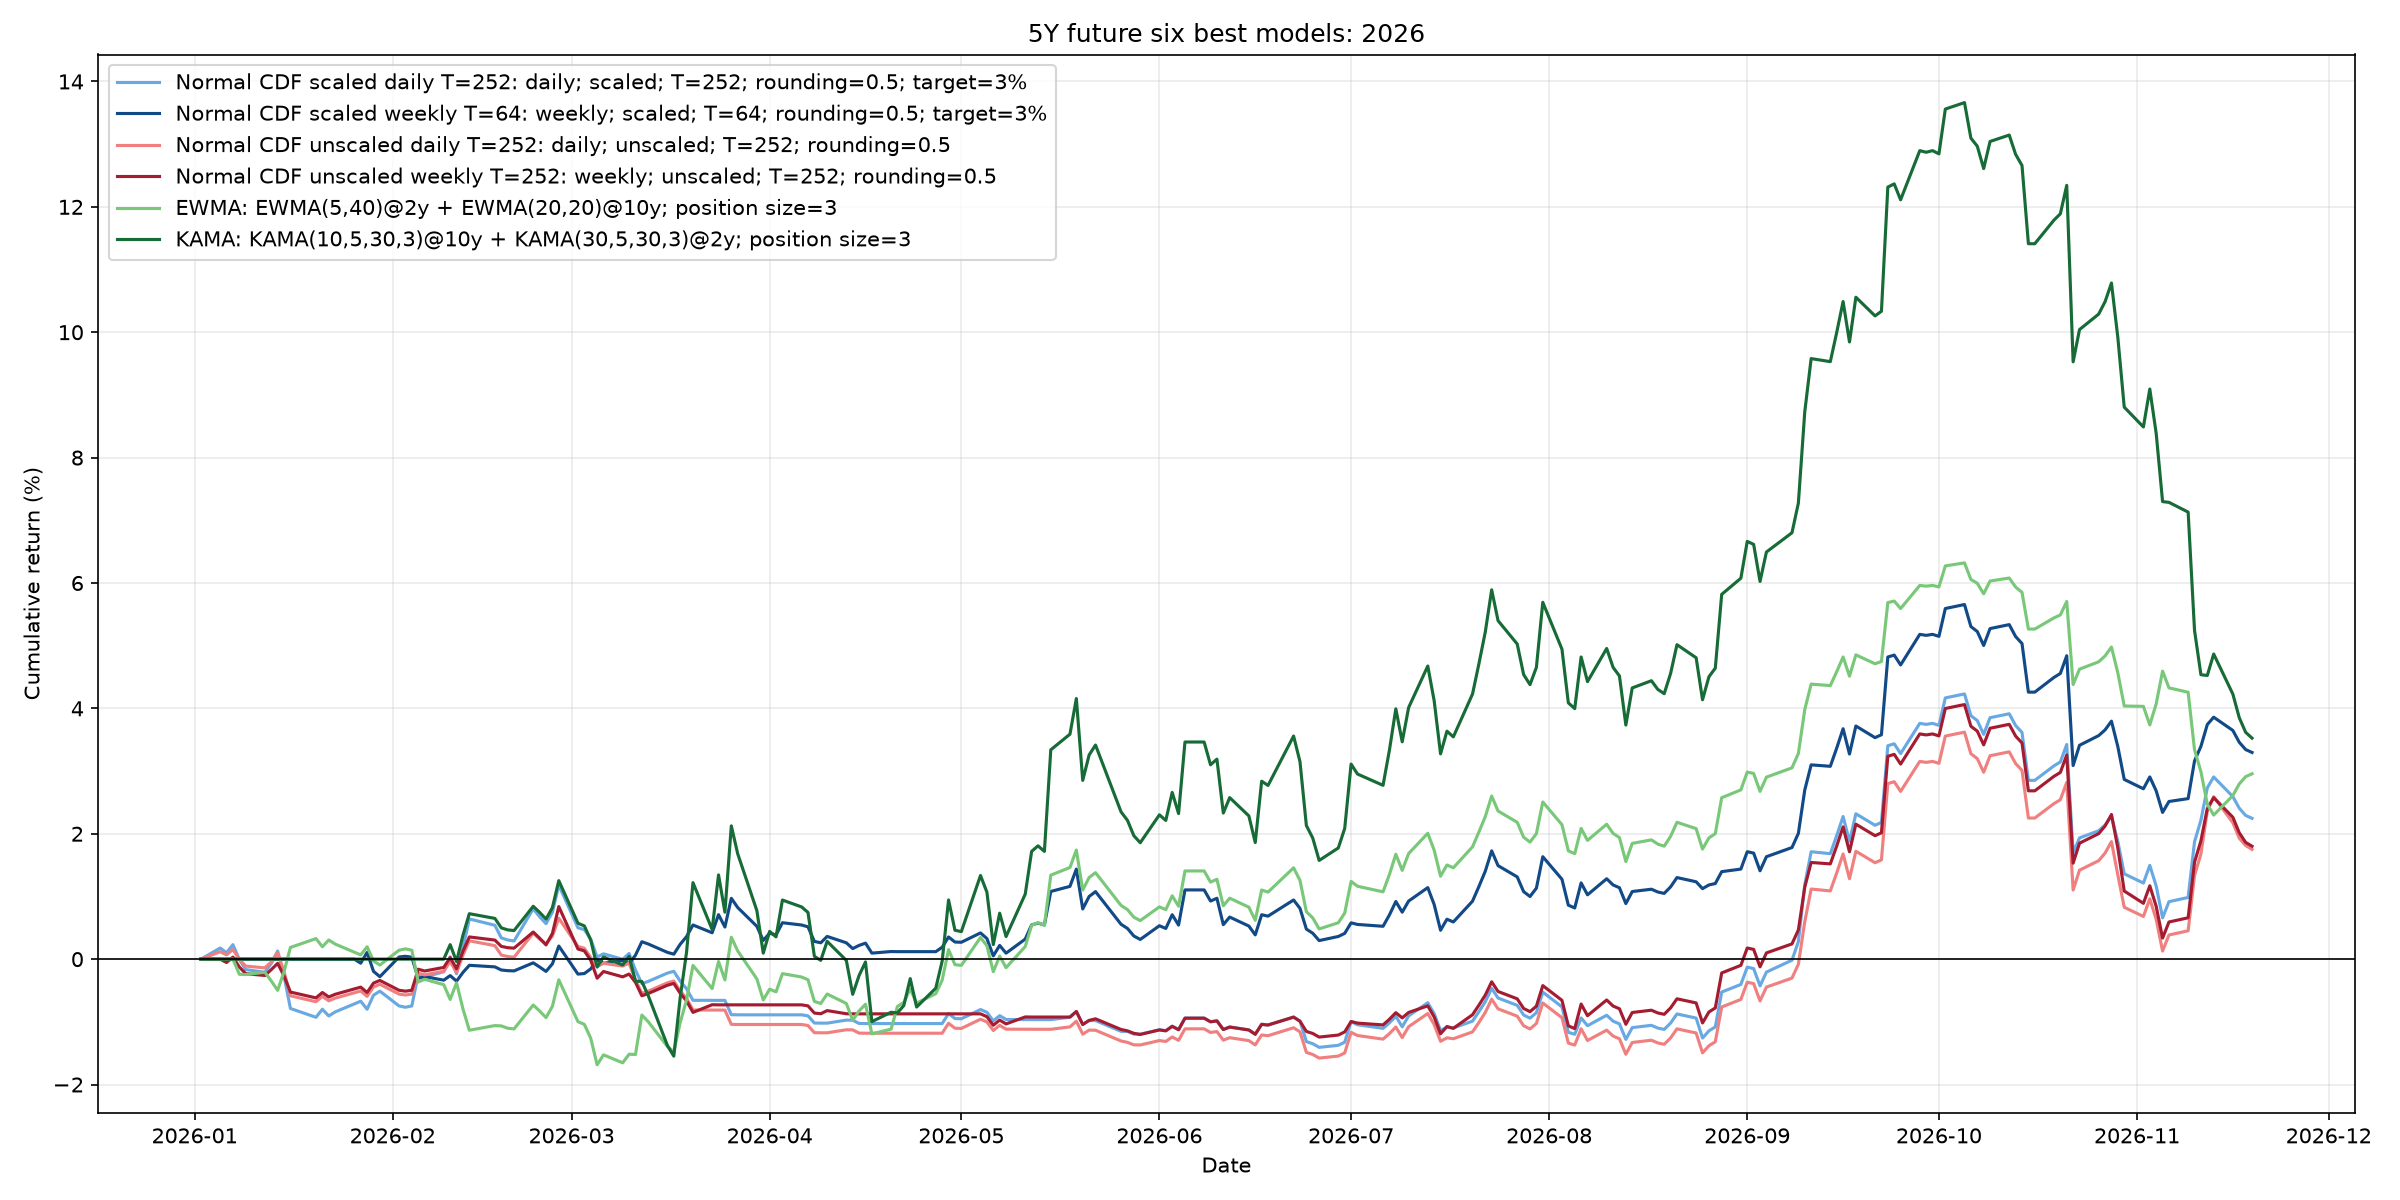 5Y future six best models: 2026
14
12
10
8
6
4
2
0
−2
Cumulative return (%)
Normal CDF scaled daily T=252: daily; scaled; T=252; rounding=0.5; target=3%
Normal CDF scaled weekly T=64: weekly; scaled; T=64; rounding=0.5; target=3%
Normal CDF unscaled daily T=252: daily; unscaled; T=252; rounding=0.5
Normal CDF unscaled weekly T=252: weekly; unscaled; T=252; rounding=0.5
EWMA: EWMA(5,40)@2y + EWMA(20,20)@10y; position size=3
KAMA: KAMA(10,5,30,3)@10y + KAMA(30,5,30,3)@2y; position size=3
2026-01 2026-02 2026-03 2026-04 2026-05 2026-06 2026-07 2026-08 2026-09 2026-10 2026-11 2026-12
Date